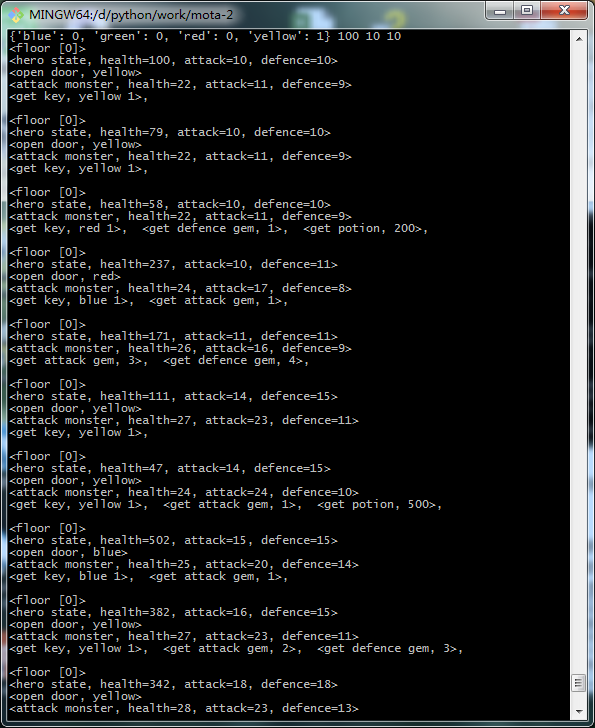 MINGW64:/d/python/work/mota-2
{'blue': 0, 'green': 0, 'red': 0, 'yellow': 1} 100 10 10
<floor [0]>
<hero state, health=100, attack=10, defence=10>
<open door, yellow>
<attack monster, health=22, attack=11, defence=9>
<get key, yellow 1>,

<floor [0]>
<hero state, health=79, attack=10, defence=10>
<open door, yellow>
<attack monster, health=22, attack=11, defence=9>
<get key, yellow 1>,

<floor [0]>
<hero state, health=58, attack=10, defence=10>
<attack monster, health=22, attack=11, defence=9>
<get key, red 1>,  <get defence gem, 1>,  <get potion, 200>,

<floor [0]>
<hero state, health=237, attack=10, defence=11>
<open door, red>
<attack monster, health=24, attack=17, defence=8>
<get key, blue 1>,  <get attack gem, 1>,

<floor [0]>
<hero state, health=171, attack=11, defence=11>
<attack monster, health=26, attack=16, defence=9>
<get attack gem, 3>,  <get defence gem, 4>,

<floor [0]>
<hero state, health=111, attack=14, defence=15>
<open door, yellow>
<attack monster, health=27, attack=23, defence=11>
<get key, yellow 1>,

<floor [0]>
<hero state, health=47, attack=14, defence=15>
<open door, yellow>
<attack monster, health=24, attack=24, defence=10>
<get key, yellow 1>,  <get attack gem, 1>,  <get potion, 500>,

<floor [0]>
<hero state, health=502, attack=15, defence=15>
<open door, blue>
<attack monster, health=25, attack=20, defence=14>
<get key, blue 1>,  <get attack gem, 1>,

<floor [0]>
<hero state, health=382, attack=16, defence=15>
<open door, yellow>
<attack monster, health=27, attack=23, defence=11>
<get key, yellow 1>,  <get attack gem, 2>,  <get defence gem, 3>,

<floor [0]>
<hero state, health=342, attack=18, defence=18>
<open door, yellow>
<attack monster, health=28, attack=23, defence=13>